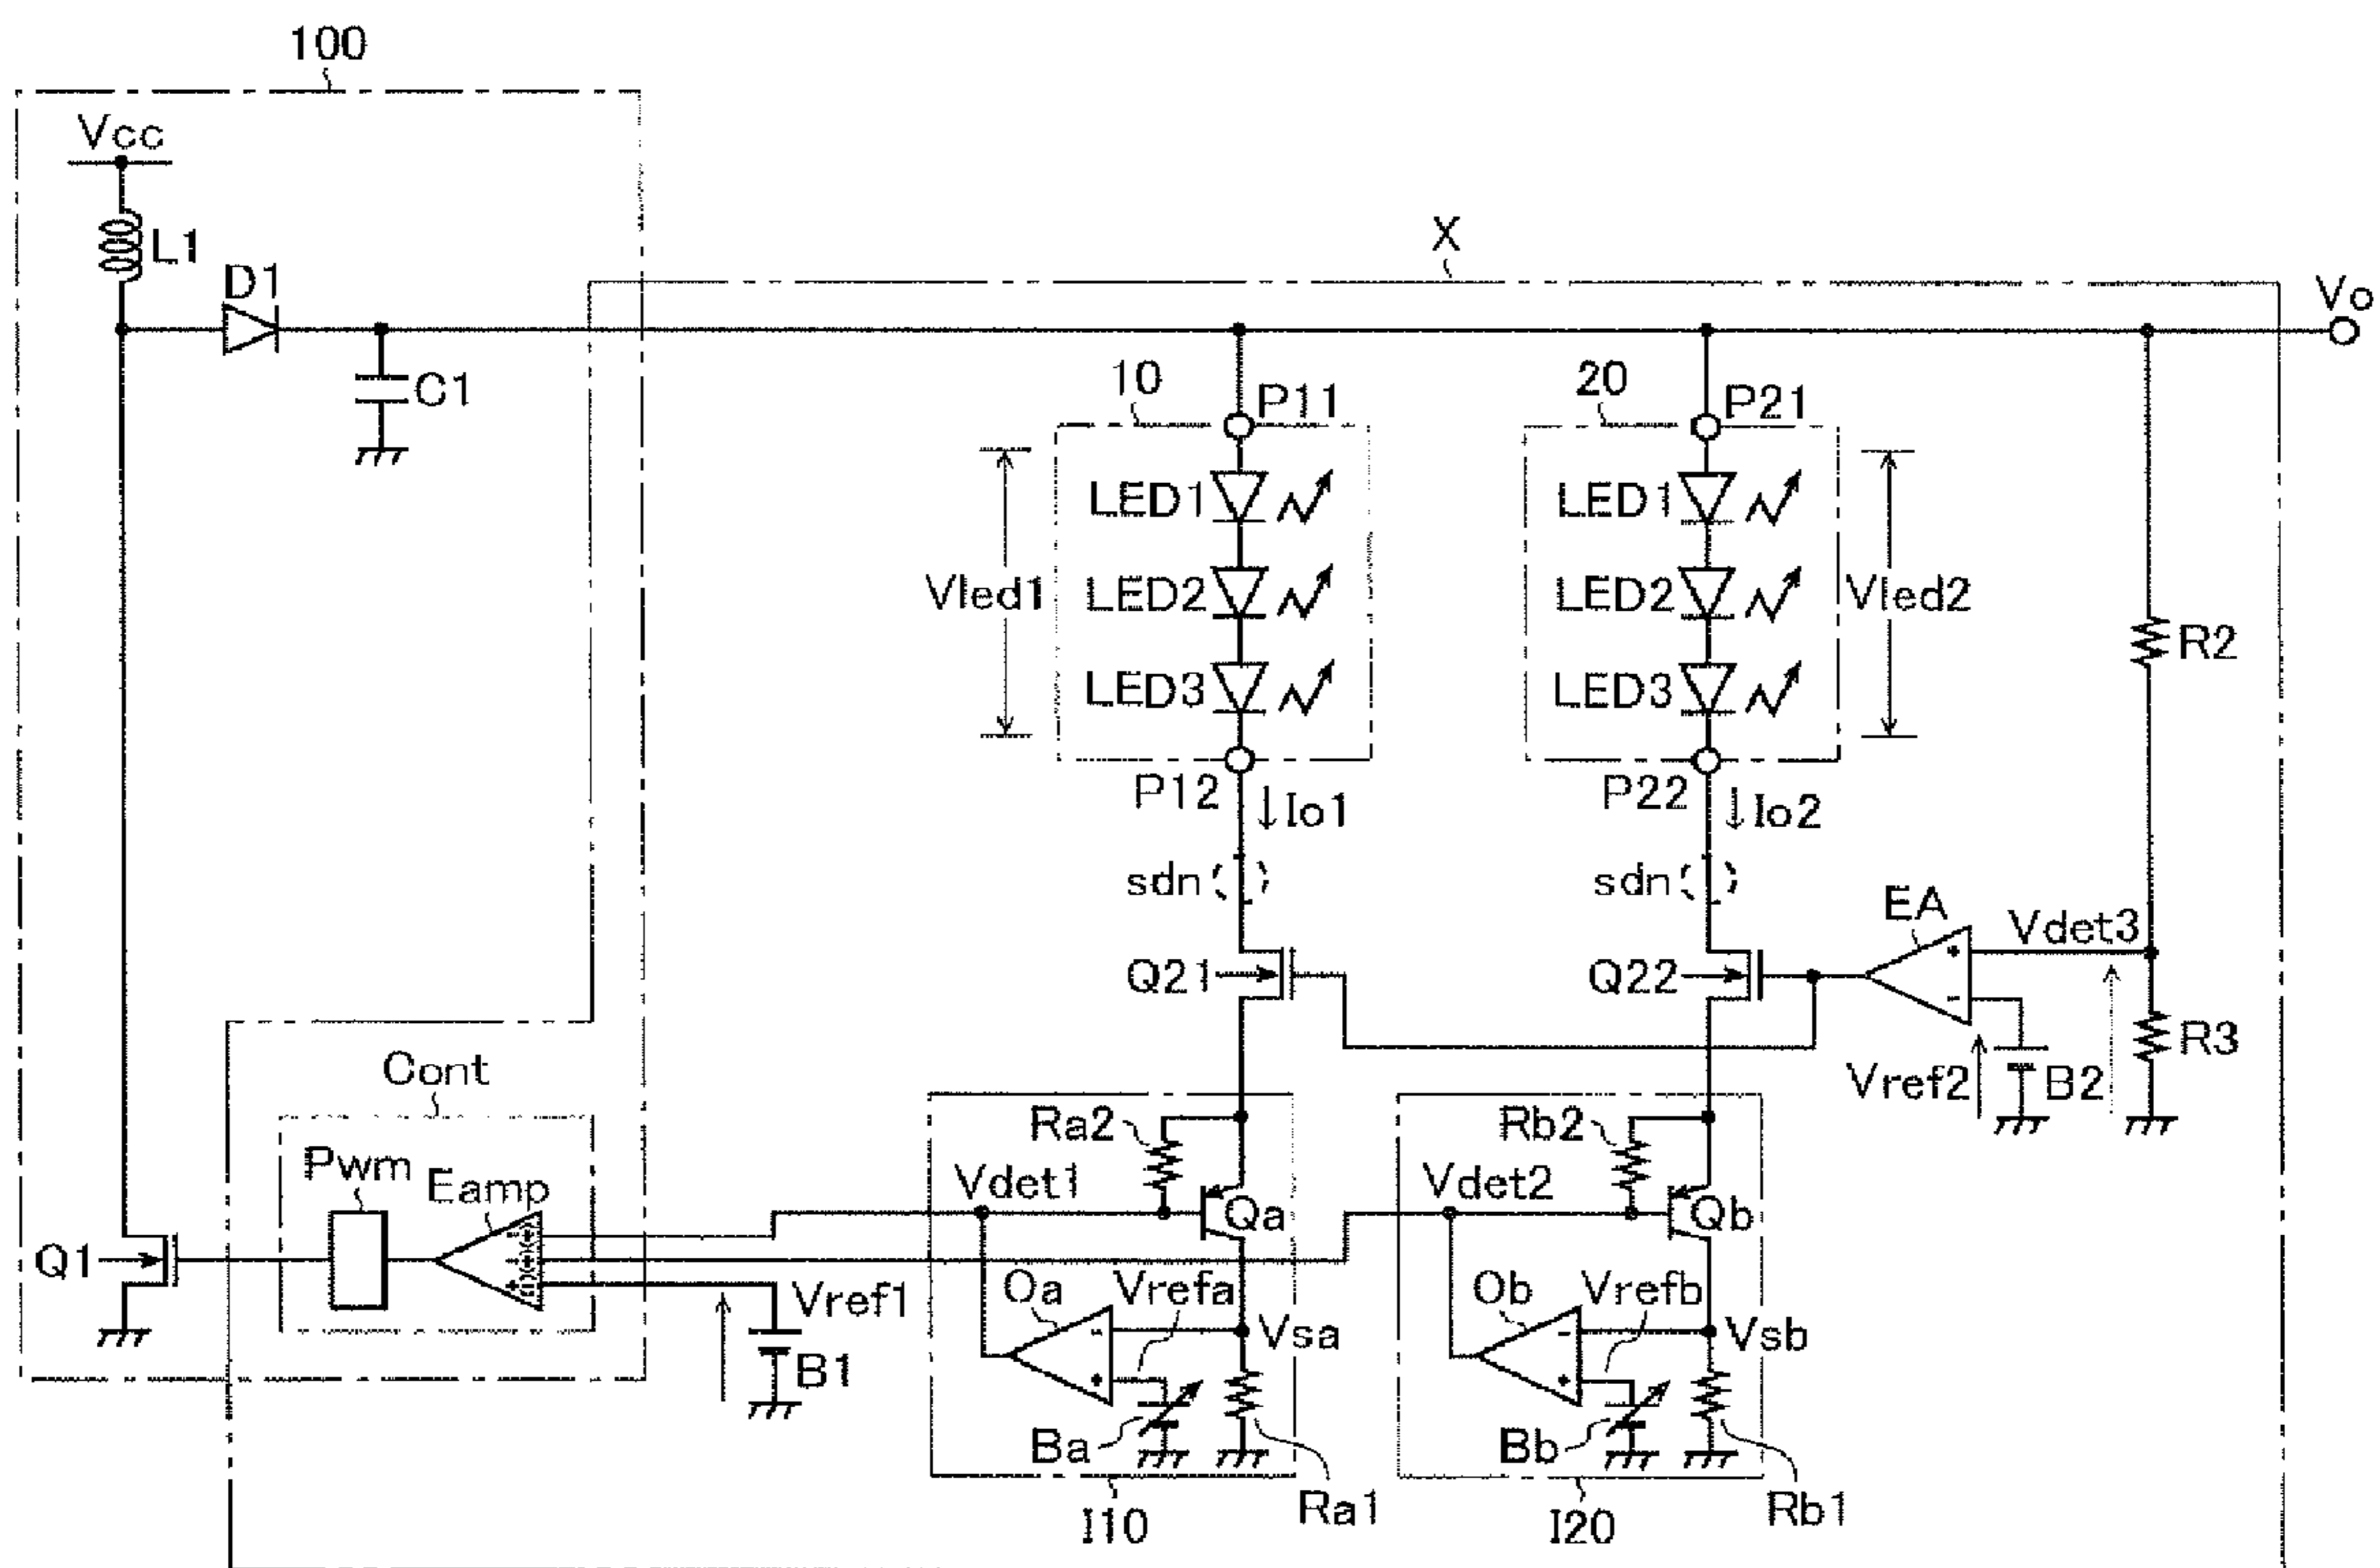 100
Vcc
L1
D1
C1
X
Vo
10
P11
20
P21
LED1
LED1
Vled1
LED2
LED2
Vled2
R2
LED3
LED3
P12
Io1
P22
Io2
sdn
sdn
EA
Vdet3
+
-
Q21
Q22
R3
Vref2
B2
Cont
Pwm
Eamp
Ra2
Rb2
Vdet1
Vdet2
Qa
Qb
Q1
Vref1
B1
Oa
Vrefa
Ob
Vrefb
-
Vsa
-
Vsb
+
+
Ba
Bb
I10
Ra1
I20
Rb1